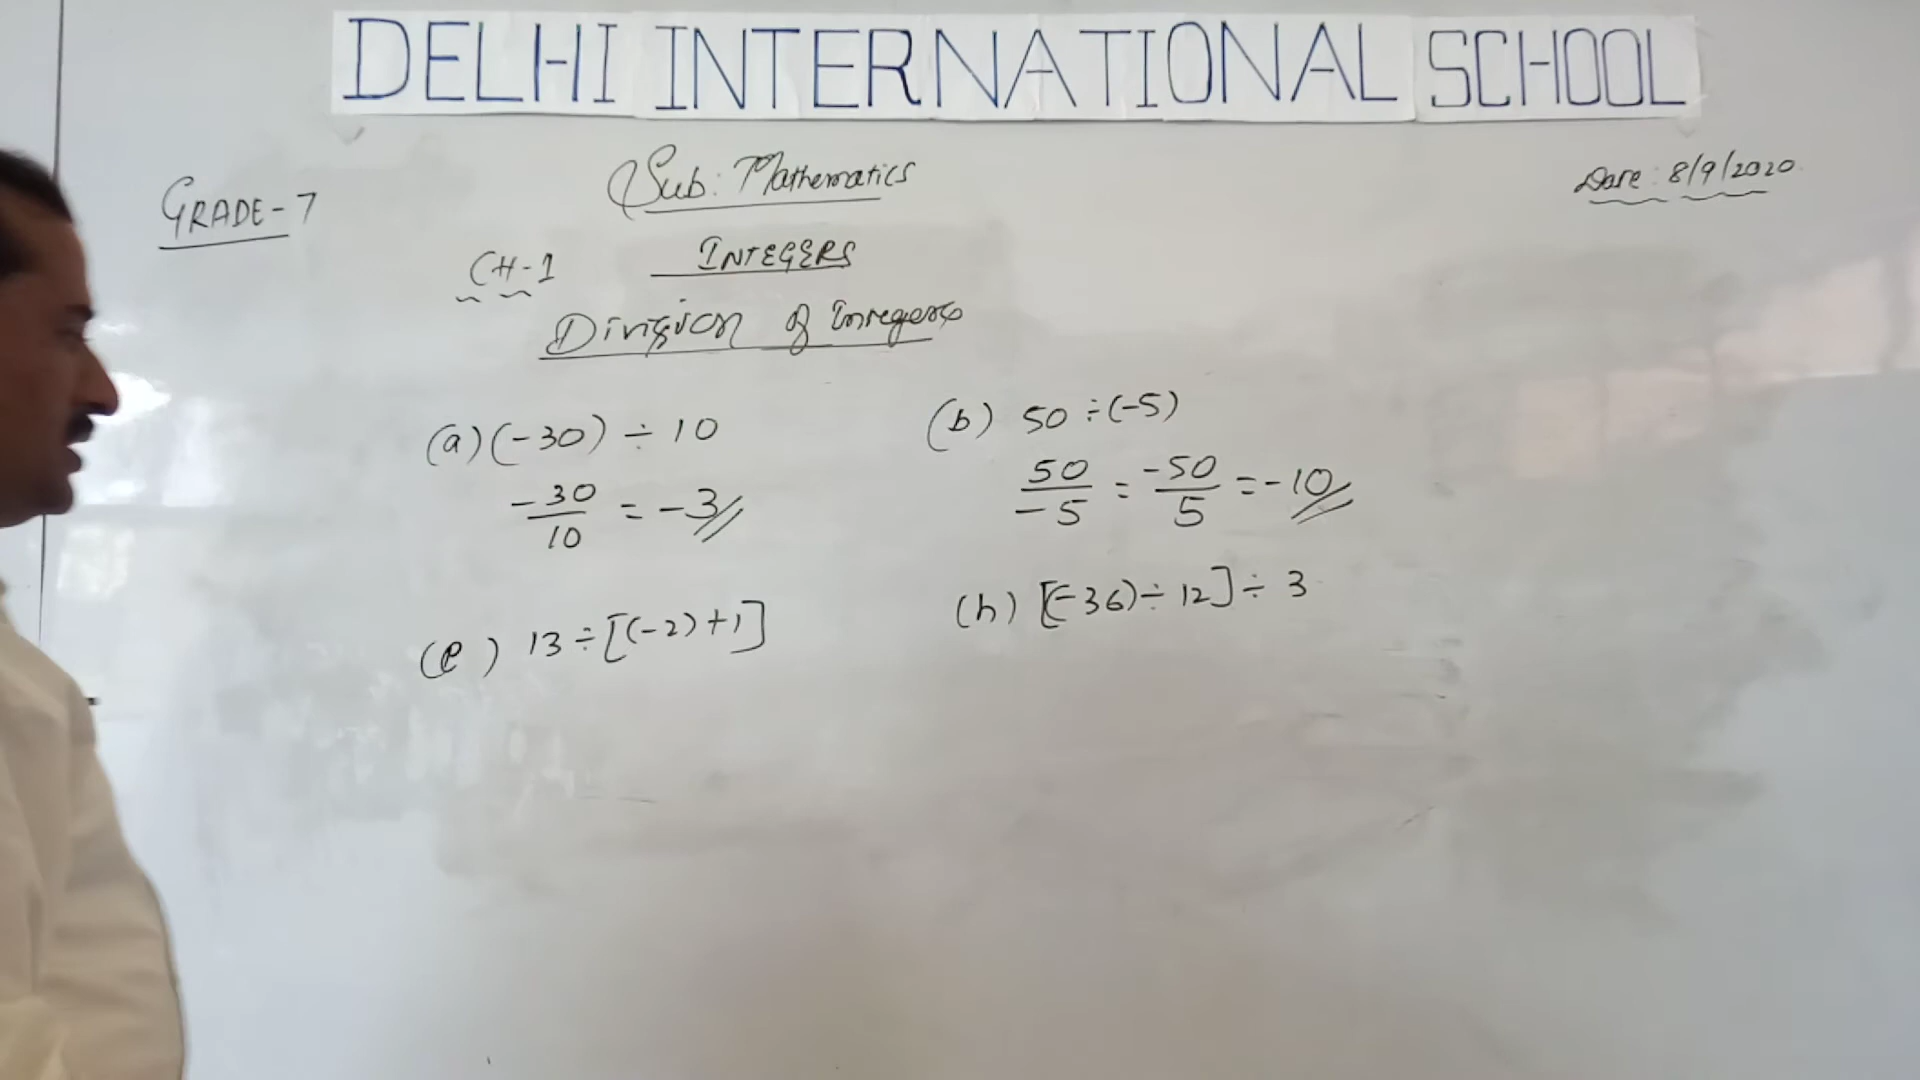 DELHI INTERNATIONAL SCHOOL
GRADE-7
Sub: Mathematics
Date: 8/9/2020
CH-1 INTEGERS
Division of Integers
(a) (-30) ÷ 10
-30/10 = -3
(b) 50 ÷ (-5)
50/-5 = -50/5 = -10
(e) 13 ÷ [(-2)+1]
(h) [(-36) ÷ 12] ÷ 3